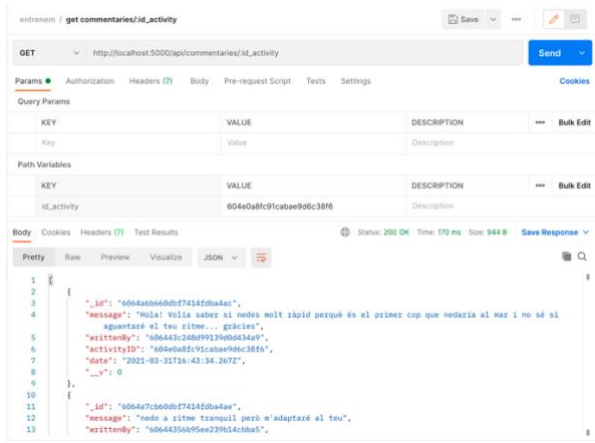 entronem / get commentaries/:id_activity Save
GET http://localhost:5000/api/commentaries/:id_activity Send
Params Authorization Headers (7) Body Pre-request Script Tests Settings Cookies
Query Params
KEY VALUE DESCRIPTION Bulk Edit
Key Value Description
Path Variables
KEY VALUE DESCRIPTION Bulk Edit
id_activity 604e0a8fc91cabae9d6c38f6 Description
Body Cookies Headers (7) Test Results Status: 200 OK Time: 170 ms Size: 944 B Save Response
Pretty Raw Preview Visualize JSON
1 [
2 {
3 "_id": "6064a6b660dbf7414fdba4ac",
4 "message": "Hola! Volia saber si nedes molt ràpid perquè és el primer cop que nedaria al mar i no sé si
aguantaré el teu ritme... gràcies",
5 "writtenBy": "606443c248d99139d0d434a9",
6 "activityID": "604e0a8fc91cabae9d6c38f6",
7 "date": "2021-03-31T16:43:34.267Z",
8 "__v": 0
9 },
10 {
11 "_id": "6064a7cb60dbf7414fdba4ae",
12 "message": "nedo a ritme tranquil però m'adaptaré al teu",
13 "writtenBy": "60644356b95ee239b14cbba5",